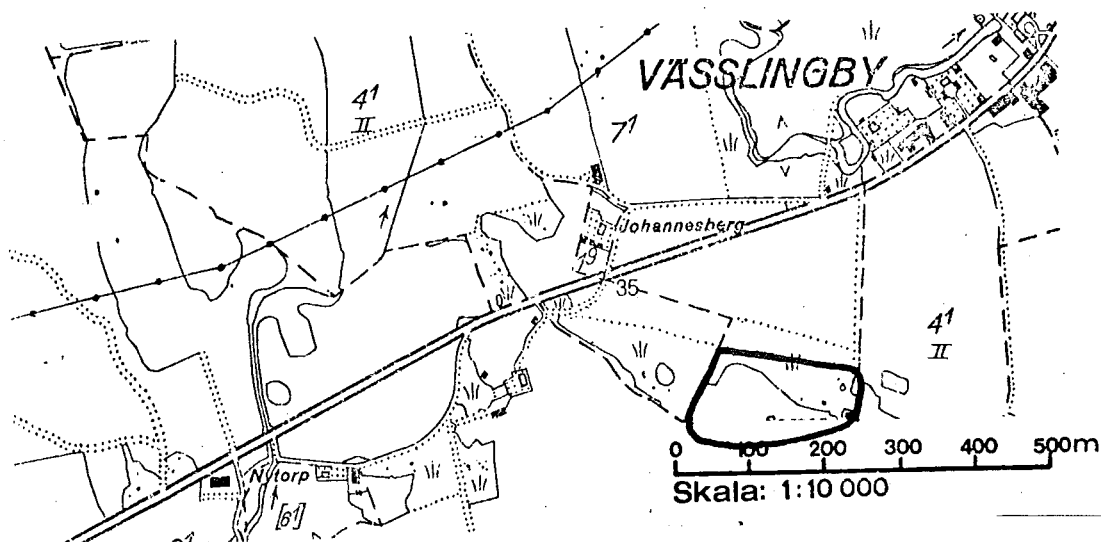 VÄSSLINGBY
4¹
II
7¹
Johannesberg
19
35
4¹
II
0 100 200 300 400 500m
Skala: 1:10 000
Nytorp
[6¹]